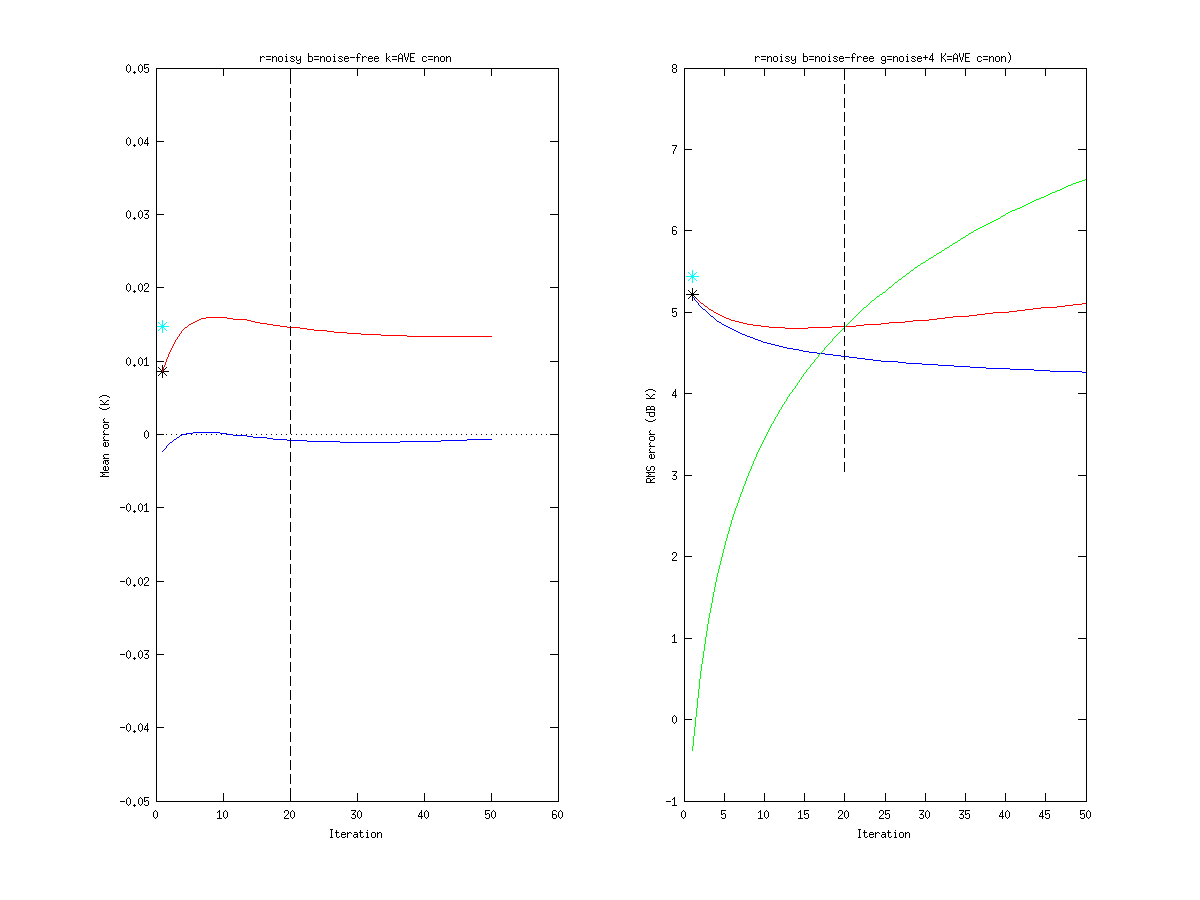 r=noisy b=noise-free k=AVE c=non
0.05
0.04
0.03
0.02
0.01
0
-0.01
-0.02
-0.03
-0.04
-0.05
Mean error (K)
0 10 20 30 40 50 60
Iteration
r=noisy b=noise-free g=noise+4 K=AVE c=non)
8
7
6
5
4
3
2
1
0
-1
RMS error (dB K)
0 5 10 15 20 25 30 35 40 45 50
Iteration